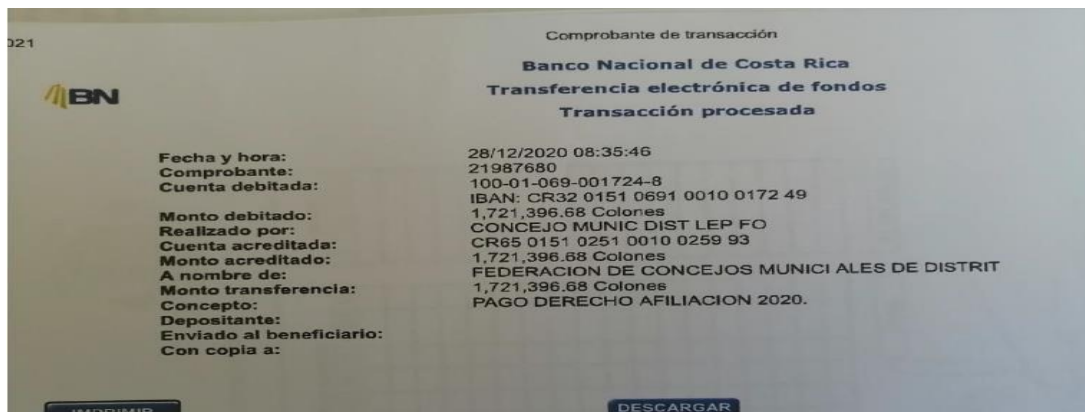 021
Comprobante de transacción
BN
Banco Nacional de Costa Rica
Transferencia electrónica de fondos
Transacción procesada
Fecha y hora: 28/12/2020 08:35:46
Comprobante: 21987680
Cuenta debitada: 100-01-069-001724-8
IBAN: CR32 0151 0691 0010 0172 49
Monto debitado: 1,721,396.68 Colones
Realizado por: CONCEJO MUNIC DIST LEP FO
Cuenta acreditada: CR65 0151 0251 0010 0259 93
Monto acreditado: 1,721,396.68 Colones
A nombre de: FEDERACION DE CONCEJOS MUNICI ALES DE DISTRIT
Monto transferencia: 1,721,396.68 Colones
Concepto: PAGO DERECHO AFILIACION 2020.
Depositante:
Enviado al beneficiario:
Con copia a:
IMPRIMIR
DESCARGAR